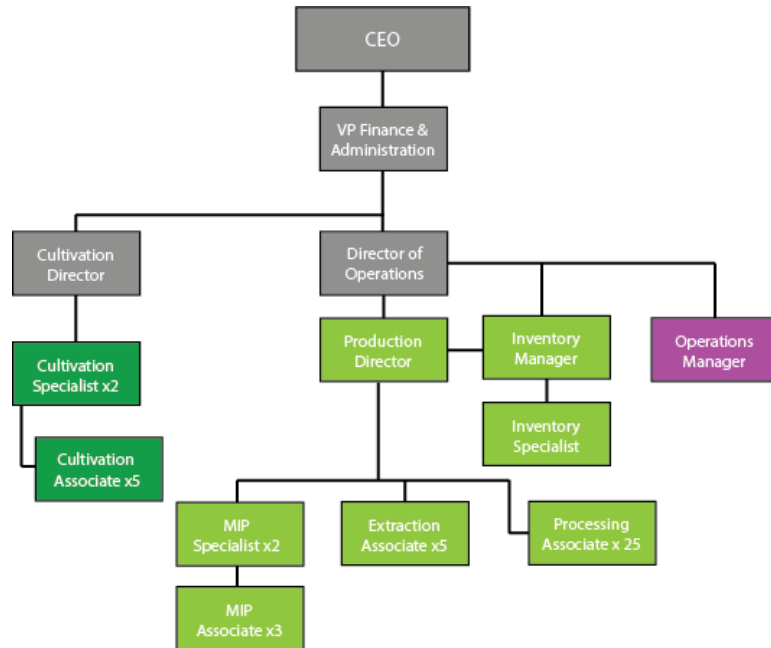 CEO
VP Finance &
Administration
Cultivation
Director
Director of
Operations
Production
Director
Inventory
Manager
Operations
Manager
Cultivation
Specialist x2
Inventory
Specialist
Cultivation
Associate x5
MIP
Specialist x2
Extraction
Associate x5
Processing
Associate x 25
MIP
Associate x3